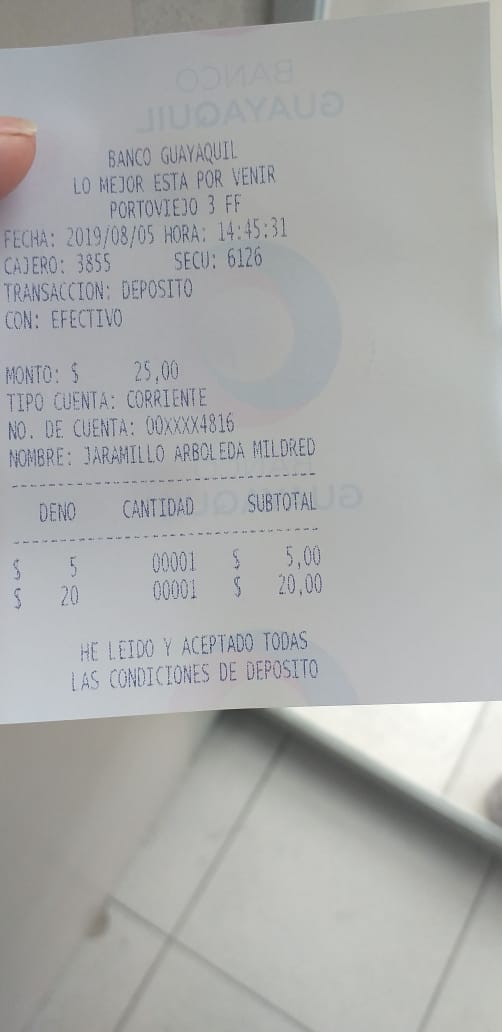 BANCO
GUAYAQUIL
BANCO GUAYAQUIL
LO MEJOR ESTA POR VENIR
PORTOVIEJO 3 FF
FECHA: 2019/08/05 HORA: 14:45:31
CAJERO: 3855 SECU: 6126
TRANSACCION: DEPOSITO
CON: EFECTIVO
MONTO: $ 25,00
TIPO CUENTA: CORRIENTE
NO. DE CUENTA: 00XXXX4816
NOMBRE: JARAMILLO ARBOLEDA MILDRED
DENO CANTIDAD SUBTOTAL
$ 5 00001 $ 5,00
$ 20 00001 $ 20,00
HE LEIDO Y ACEPTADO TODAS
LAS CONDICIONES DE DEPOSITO